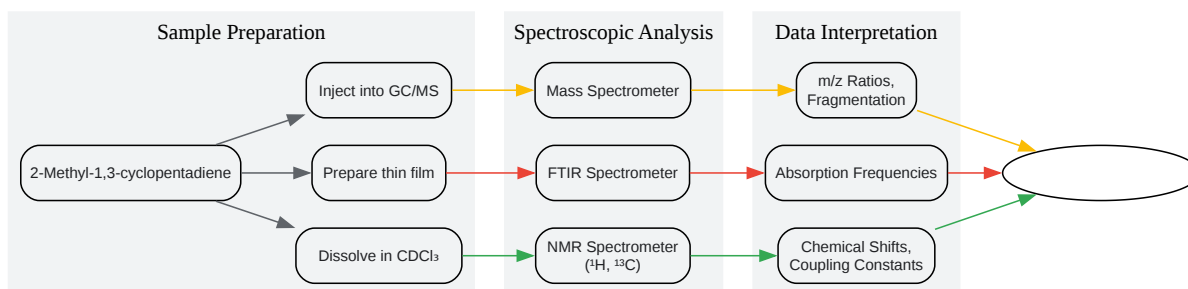 Sample Preparation
Spectroscopic Analysis
Data Interpretation
Inject into GC/MS
Mass Spectrometer
m/z Ratios,
Fragmentation
2-Methyl-1,3-cyclopentadiene
Prepare thin film
FTIR Spectrometer
Absorption Frequencies
Dissolve in CDCl₃
NMR Spectrometer
(¹H, ¹³C)
Chemical Shifts,
Coupling Constants